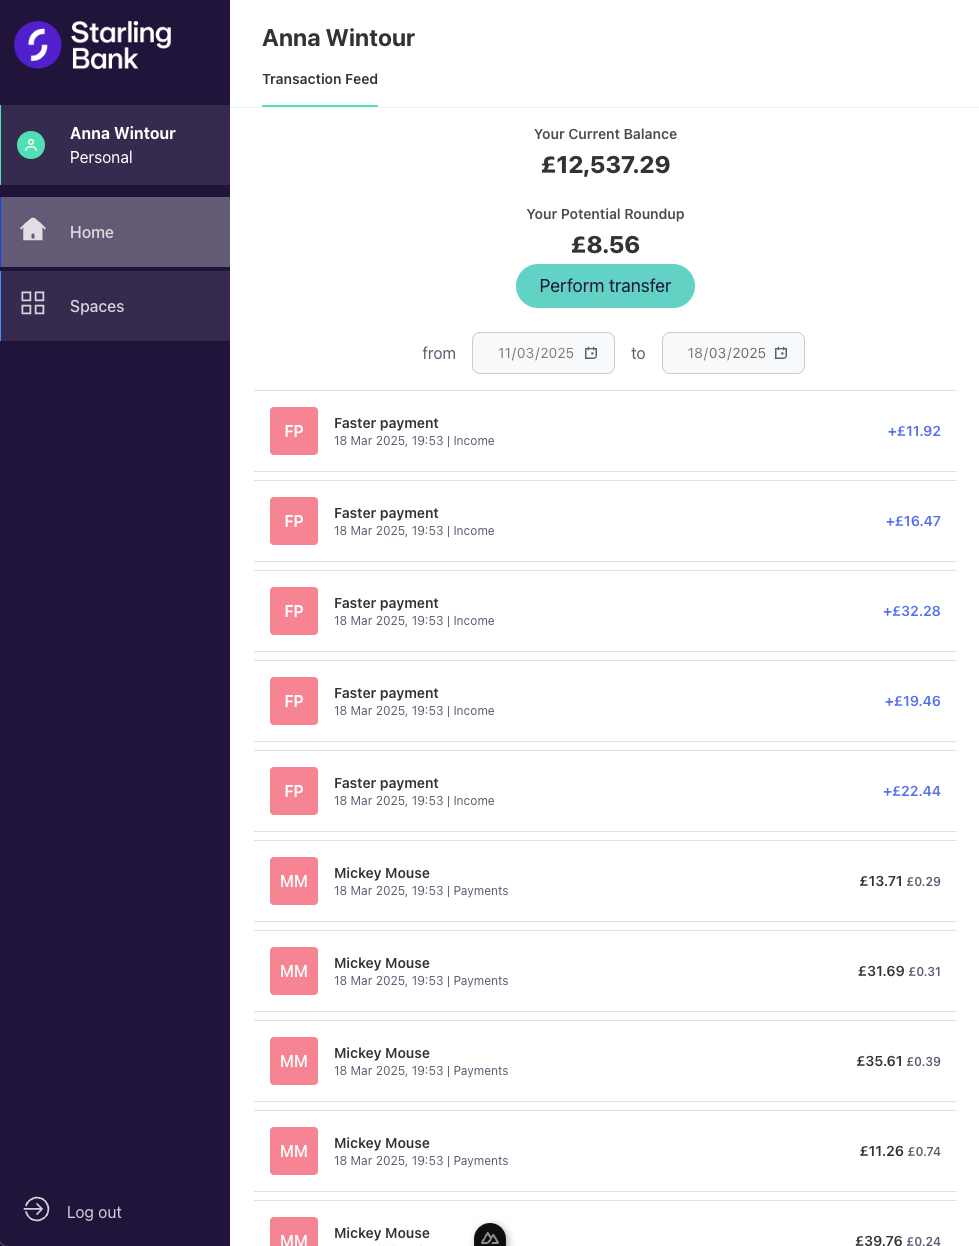 Starling
Bank
Anna Wintour
Personal
Home
Spaces
Log out
Anna Wintour
Transaction Feed
Your Current Balance
£12,537.29
Your Potential Roundup
£8.56
Perform transfer
from 11/03/2025 to 18/03/2025
FP Faster payment +£11.92
18 Mar 2025, 19:53 | Income
FP Faster payment +£16.47
18 Mar 2025, 19:53 | Income
FP Faster payment +£32.28
18 Mar 2025, 19:53 | Income
FP Faster payment +£19.46
18 Mar 2025, 19:53 | Income
FP Faster payment +£22.44
18 Mar 2025, 19:53 | Income
MM Mickey Mouse £13.71 £0.29
18 Mar 2025, 19:53 | Payments
MM Mickey Mouse £31.69 £0.31
18 Mar 2025, 19:53 | Payments
MM Mickey Mouse £35.61 £0.39
18 Mar 2025, 19:53 | Payments
MM Mickey Mouse £11.26 £0.74
18 Mar 2025, 19:53 | Payments
MM Mickey Mouse £39.76 £0.24